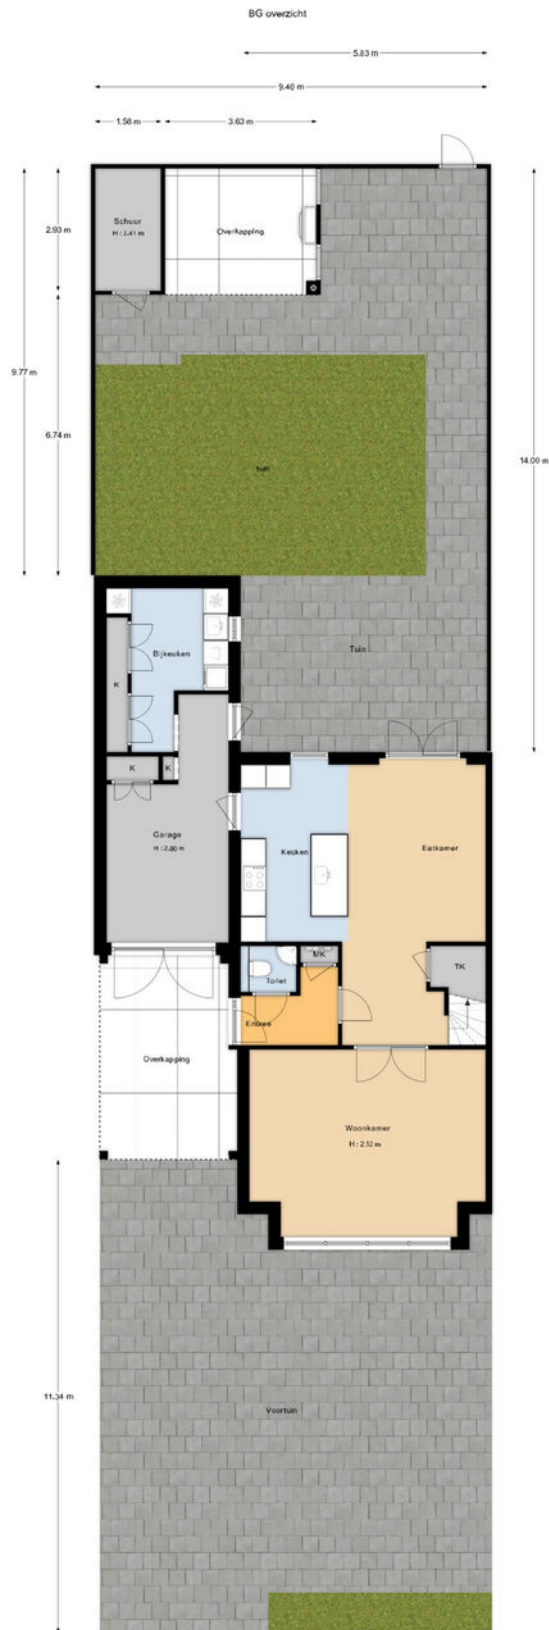 BG overzicht
5.83 m
9.40 m
1.58 m
3.63 m
Schuur
H : 2.41 m
Overkapping
2.93 m
9.77 m
6.74 m
14.00 m
tuin
Tuin
Bijkeuken
K
K
K
Garage
H : 2.80 m
Keuken
Eetkamer
MK
TK
Toilet
Entree
Overkapping
Woonkamer
H : 2.52 m
11.34 m
Voortuin